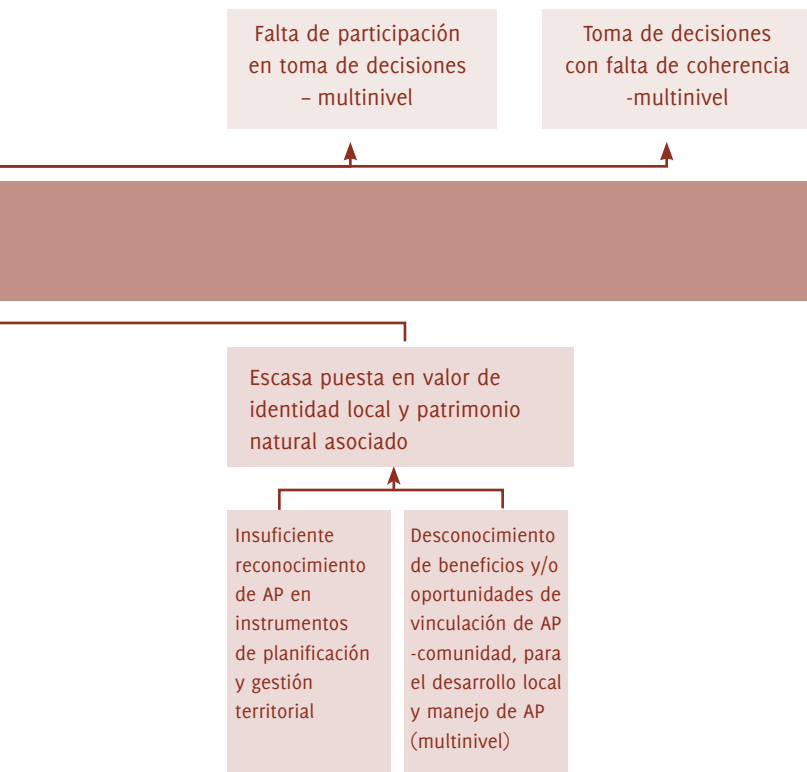 Falta de participación
en toma de decisiones
– multinivel
Toma de decisiones
con falta de coherencia
-multinivel
Escasa puesta en valor de
identidad local y patrimonio
natural asociado
Insuficiente
reconocimiento
de AP en
instrumentos
de planificación
y gestión
territorial
Desconocimiento
de beneficios y/o
oportunidades de
vinculación de AP
-comunidad, para
el desarrollo local
y manejo de AP
(multinivel)